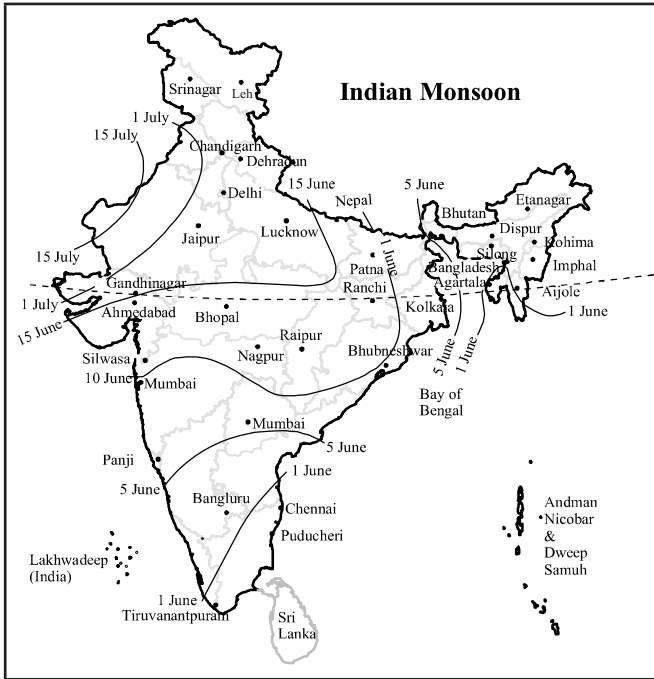 Indian Monsoon
Srinagar
Leh
1 July
15 July
Chandigarh
Dehradun
15 June
Delhi
Nepal
5 June
Bhutan
Etanagar
Jaipur
Lucknow
Dispur
Kohima
15 July
Patna
1 June
Silong
Bangladesh
Imphal
Gandhinagar
Ranchi
Agartala
Aijole
1 July
Ahmedabad
Bhopal
Kolkata
1 June
15 June
Raipur
Nagpur
Bhubneshwar
5 June
1 June
Silwasa
10 June
Mumbai
Bay of
Bengal
Mumbai
5 June
Panji
1 June
5 June
Bangluru
Chennai
Puducheri
Andman
Nicobar
&
Dweep
Samuh
Lakhwadeep
(India)
1 June
Tiruvanantpuram
Sri
Lanka